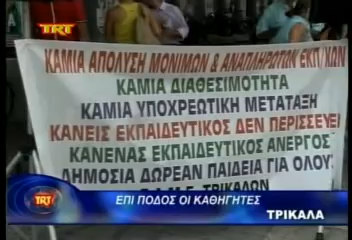 TRT
ΚΑΜΙΑ ΑΠΟΛΥΣΗ ΜΟΝΙΜΩΝ & ΑΝΑΠΛΗΡΩΤΩΝ ΕΚΠ/ΚΩΝ
ΚΑΜΙΑ ΔΙΑΘΕΣΙΜΟΤΗΤΑ
ΚΑΜΙΑ ΥΠΟΧΡΕΩΤΙΚΗ ΜΕΤΑΤΑΞΗ
ΚΑΝΕΙΣ ΕΚΠΑΙΔΕΥΤΙΚΟΣ ΔΕΝ ΠΕΡΙΣΣΕΥΕΙ
ΚΑΝΕΝΑΣ ΕΚΠΑΙΔΕΥΤΙΚΟΣ ΑΝΕΡΓΟΣ
ΔΗΜΟΣΙΑ ΔΩΡΕΑΝ ΠΑΙΔΕΙΑ ΓΙΑ ΟΛΟΥΣ
ΤΡΙΚΑΛΩΝ
TRT
ΕΠΙ ΠΟΔΟΣ ΟΙ ΚΑΘΗΓΗΤΕΣ
ΤΡΙΚΑΛΑ